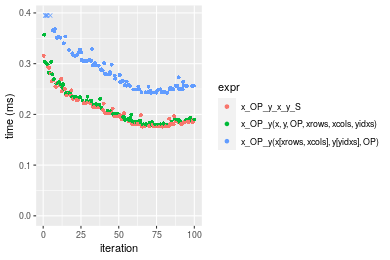 0.4
0.3
0.2
0.1
0.0
time (ms)
0
25
50
75
100
iteration
expr
x_OP_y_x_y_S
x_OP_y(x, y, OP, xrows, xcols, yidxs)
x_OP_y(x[xrows, xcols], y[yidxs], OP)